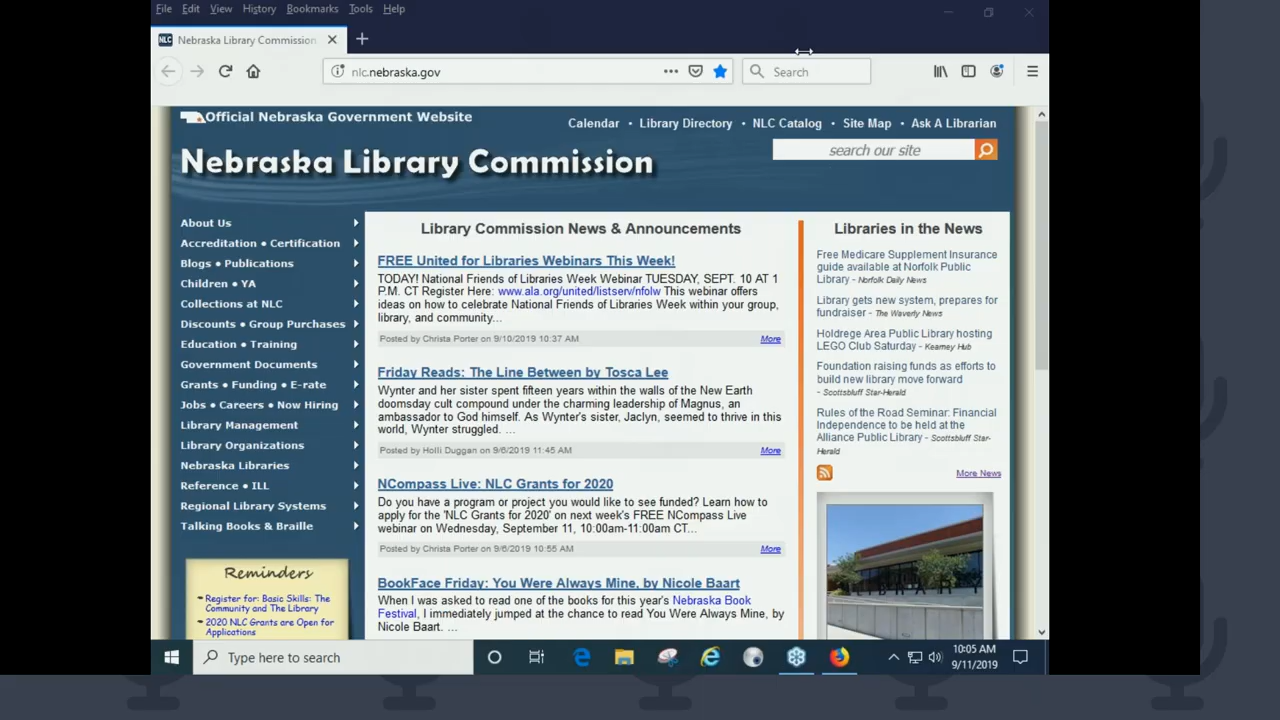 File Edit View History Bookmarks Tools Help
NLC Nebraska Library Commission
nlc.nebraska.gov
Search
Official Nebraska Government Website
Calendar • Library Directory • NLC Catalog • Site Map • Ask A Librarian
Nebraska Library Commission
search our site
About Us
Accreditation • Certification
Blogs • Publications
Children • YA
Collections at NLC
Discounts • Group Purchases
Education • Training
Government Documents
Grants • Funding • E-rate
Jobs • Careers • Now Hiring
Library Management
Library Organizations
Nebraska Libraries
Reference • ILL
Regional Library Systems
Talking Books & Braille
Reminders
Register for: Basic Skills: The
Community and The Library
2020 NLC Grants are Open for
Applications
Library Commission News & Announcements
FREE United for Libraries Webinars This Week!
TODAY! National Friends of Libraries Week Webinar TUESDAY, SEPT. 10 AT 1
P.M. CT Register Here: www.ala.org/united/listserv/nfolw This webinar offers
ideas on how to celebrate National Friends of Libraries Week within your group,
library, and community...
Posted by Christa Porter on 9/10/2019 10:37 AM More
Friday Reads: The Line Between by Tosca Lee
Wynter and her sister spent fifteen years within the walls of the New Earth
doomsday cult compound under the charming leadership of Magnus, an
ambassador to God himself. As Wynter's sister, Jaclyn, seemed to thrive in this
world, Wynter struggled. ...
Posted by Holli Duggan on 9/6/2019 11:45 AM More
NCompass Live: NLC Grants for 2020
Do you have a program or project you would like to see funded? Learn how to
apply for the 'NLC Grants for 2020' on next week's FREE NCompass Live
webinar on Wednesday, September 11, 10:00am-11:00am CT...
Posted by Christa Porter on 9/6/2019 10:55 AM More
BookFace Friday: You Were Always Mine, by Nicole Baart
When I was asked to read one of the books for this year's Nebraska Book
Festival, I immediately jumped at the chance to read You Were Always Mine, by
Nicole Baart. ...
Libraries in the News
Free Medicare Supplement Insurance
guide available at Norfolk Public
Library - Norfolk Daily News
Library gets new system, prepares for
fundraiser - The Waverly News
Holdrege Area Public Library hosting
LEGO Club Saturday - Kearney Hub
Foundation raising funds as efforts to
build new library move forward
- Scottsbluff Star-Herald
Rules of the Road Seminar: Financial
Independence to be held at the
Alliance Public Library - Scottsbluff Star-
Herald
More News
Type here to search
10:05 AM
9/11/2019